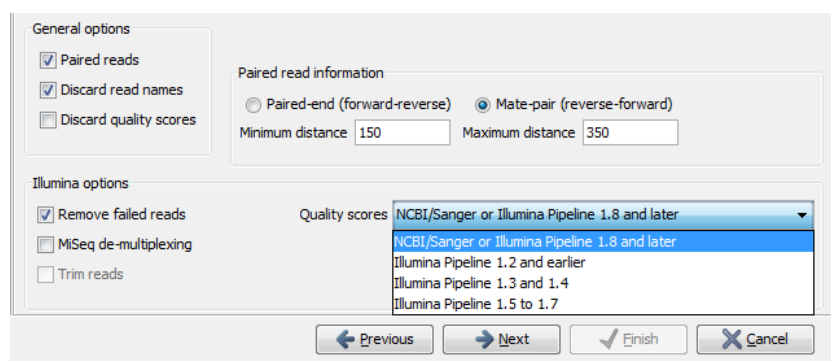 General options
Paired reads
Discard read names
Discard quality scores
Paired read information
Paired-end (forward-reverse) Mate-pair (reverse-forward)
Minimum distance 150 Maximum distance 350
Illumina options
Remove failed reads
MiSeq de-multiplexing
Trim reads
Quality scores NCBI/Sanger or Illumina Pipeline 1.8 and later
NCBI/Sanger or Illumina Pipeline 1.8 and later
Illumina Pipeline 1.2 and earlier
Illumina Pipeline 1.3 and 1.4
Illumina Pipeline 1.5 to 1.7
Previous Next Finish Cancel